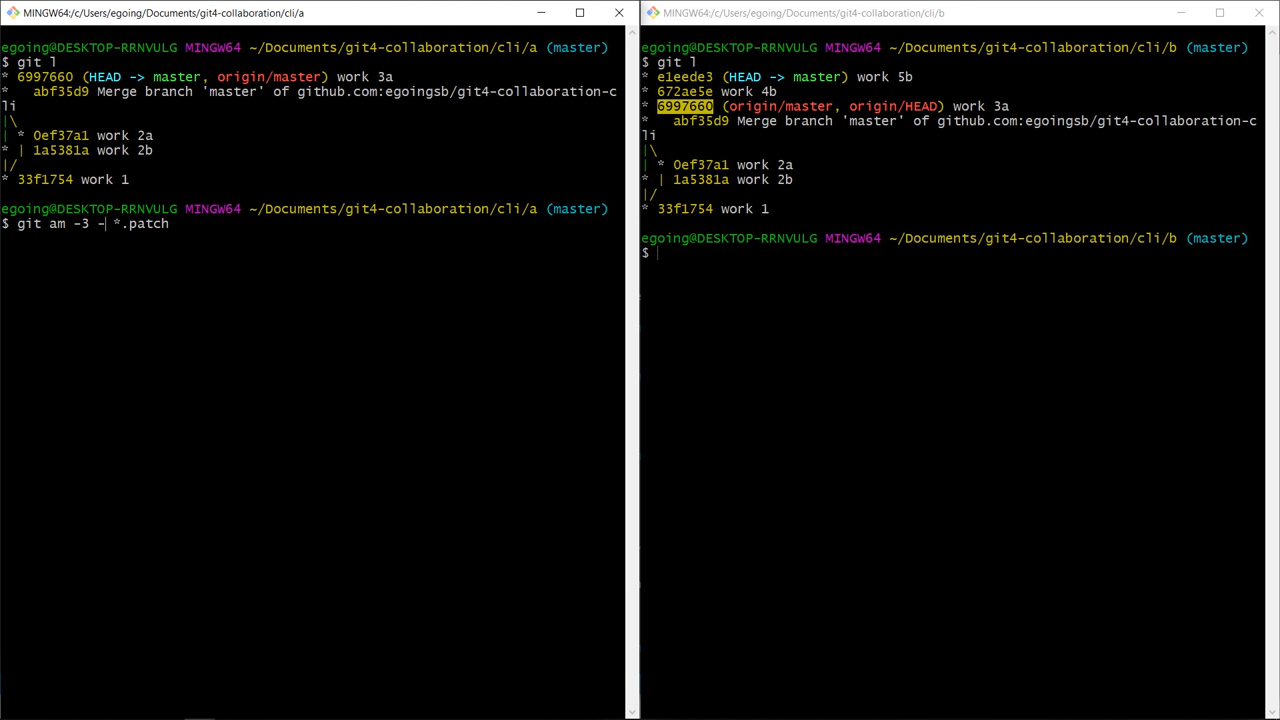 MINGW64:/c/Users/egoing/Documents/git4-collaboration/cli/a
egoing@DESKTOP-RRNVULG MINGW64 ~/Documents/git4-collaboration/cli/a (master)
$ git l
* 6997660 (HEAD -> master, origin/master) work 3a
*   abf35d9 Merge branch 'master' of github.com:egoingsb/git4-collaboration-c
li
|\
| * 0ef37a1 work 2a
* | 1a5381a work 2b
|/
* 33f1754 work 1
egoing@DESKTOP-RRNVULG MINGW64 ~/Documents/git4-collaboration/cli/a (master)
$ git am -3 - *.patch
MINGW64:/c/Users/egoing/Documents/git4-collaboration/cli/b
egoing@DESKTOP-RRNVULG MINGW64 ~/Documents/git4-collaboration/cli/b (master)
$ git l
* e1eede3 (HEAD -> master) work 5b
* 672ae5e work 4b
* 6997660 (origin/master, origin/HEAD) work 3a
*   abf35d9 Merge branch 'master' of github.com:egoingsb/git4-collaboration-c
li
|\
| * 0ef37a1 work 2a
* | 1a5381a work 2b
|/
* 33f1754 work 1
egoing@DESKTOP-RRNVULG MINGW64 ~/Documents/git4-collaboration/cli/b (master)
$